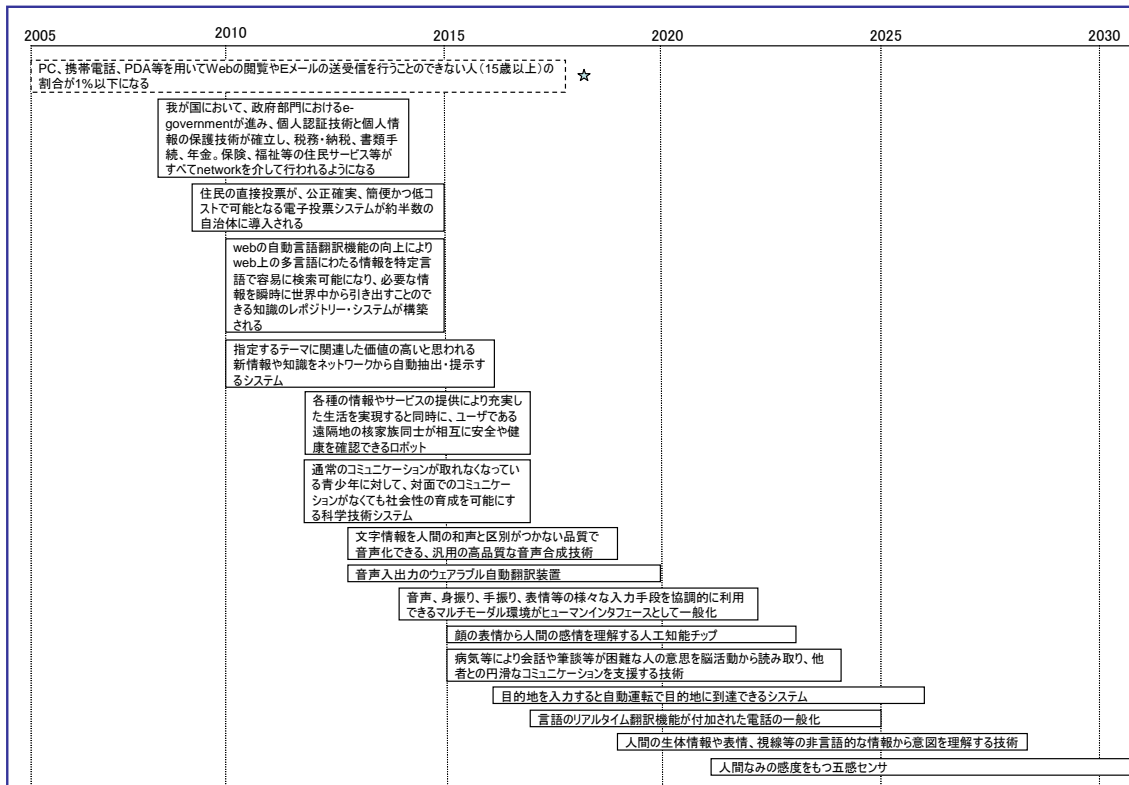 2005 2010 2015 2020 2025 2030
PC、携帯電話、PDA等を用いてWebの閲覧やEメールの送受信を行うことのできない人(15歳以上)の
割合が1%以下になる
☆
我が国において、政府部門におけるe-
governmentが進み、個人認証技術と個人情
報の保護技術が確立し、税務・納税、書類手
続、年金。保険、福祉等の住民サービス等が
すべてnetworkを介して行われるようになる
住民の直接投票が、公正確実、簡便かつ低コ
ストで可能となる電子投票システムが約半数の
自治体に導入される
webの自動言語翻訳機能の向上により
web上の多言語にわたる情報を特定言
語で容易に検索可能になり、必要な情
報を瞬時に世界中から引き出すことので
きる知識のレポジトリー・システムが構築
される
指定するテーマに関連した価値の高いと思われる
新情報や知識をネットワークから自動抽出・提示す
るシステム
各種の情報やサービスの提供により充実し
た生活を実現すると同時に、ユーザである
遠隔地の核家族同士が相互に安全や健
康を確認できるロボット
通常のコミュニケーションが取れなくなってい
る青少年に対して、対面でのコミュニケー
ションがなくても社会性の育成を可能にす
る科学技術システム
文字情報を人間の和声と区別がつかない品質で
音声化できる、汎用の高品質な音声合成技術
音声入出力のウェアラブル自動翻訳装置
音声、身振り、手振り、表情等の様々な入力手段を協調的に利用
できるマルチモーダル環境がヒューマンインタフェースとして一般化
顔の表情から人間の感情を理解する人工知能チップ
病気等により会話や筆談等が困難な人の意思を脳活動から読み取り、他
者との円滑なコミュニケーションを支援する技術
目的地を入力すると自動運転で目的地に到達できるシステム
言語のリアルタイム翻訳機能が付加された電話の一般化
人間の生体情報や表情、視線等の非言語的な情報から意図を理解する技術
人間なみの感度をもつ五感センサ